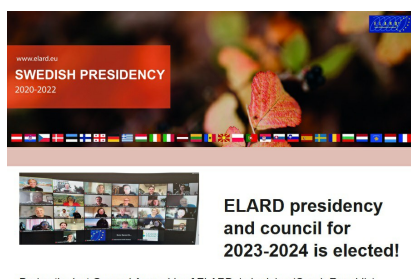 ELARD
www.elard.eu
SWEDISH PRESIDENCY
2020-2022
ELARD presidency
and council for
2023-2024 is elected!